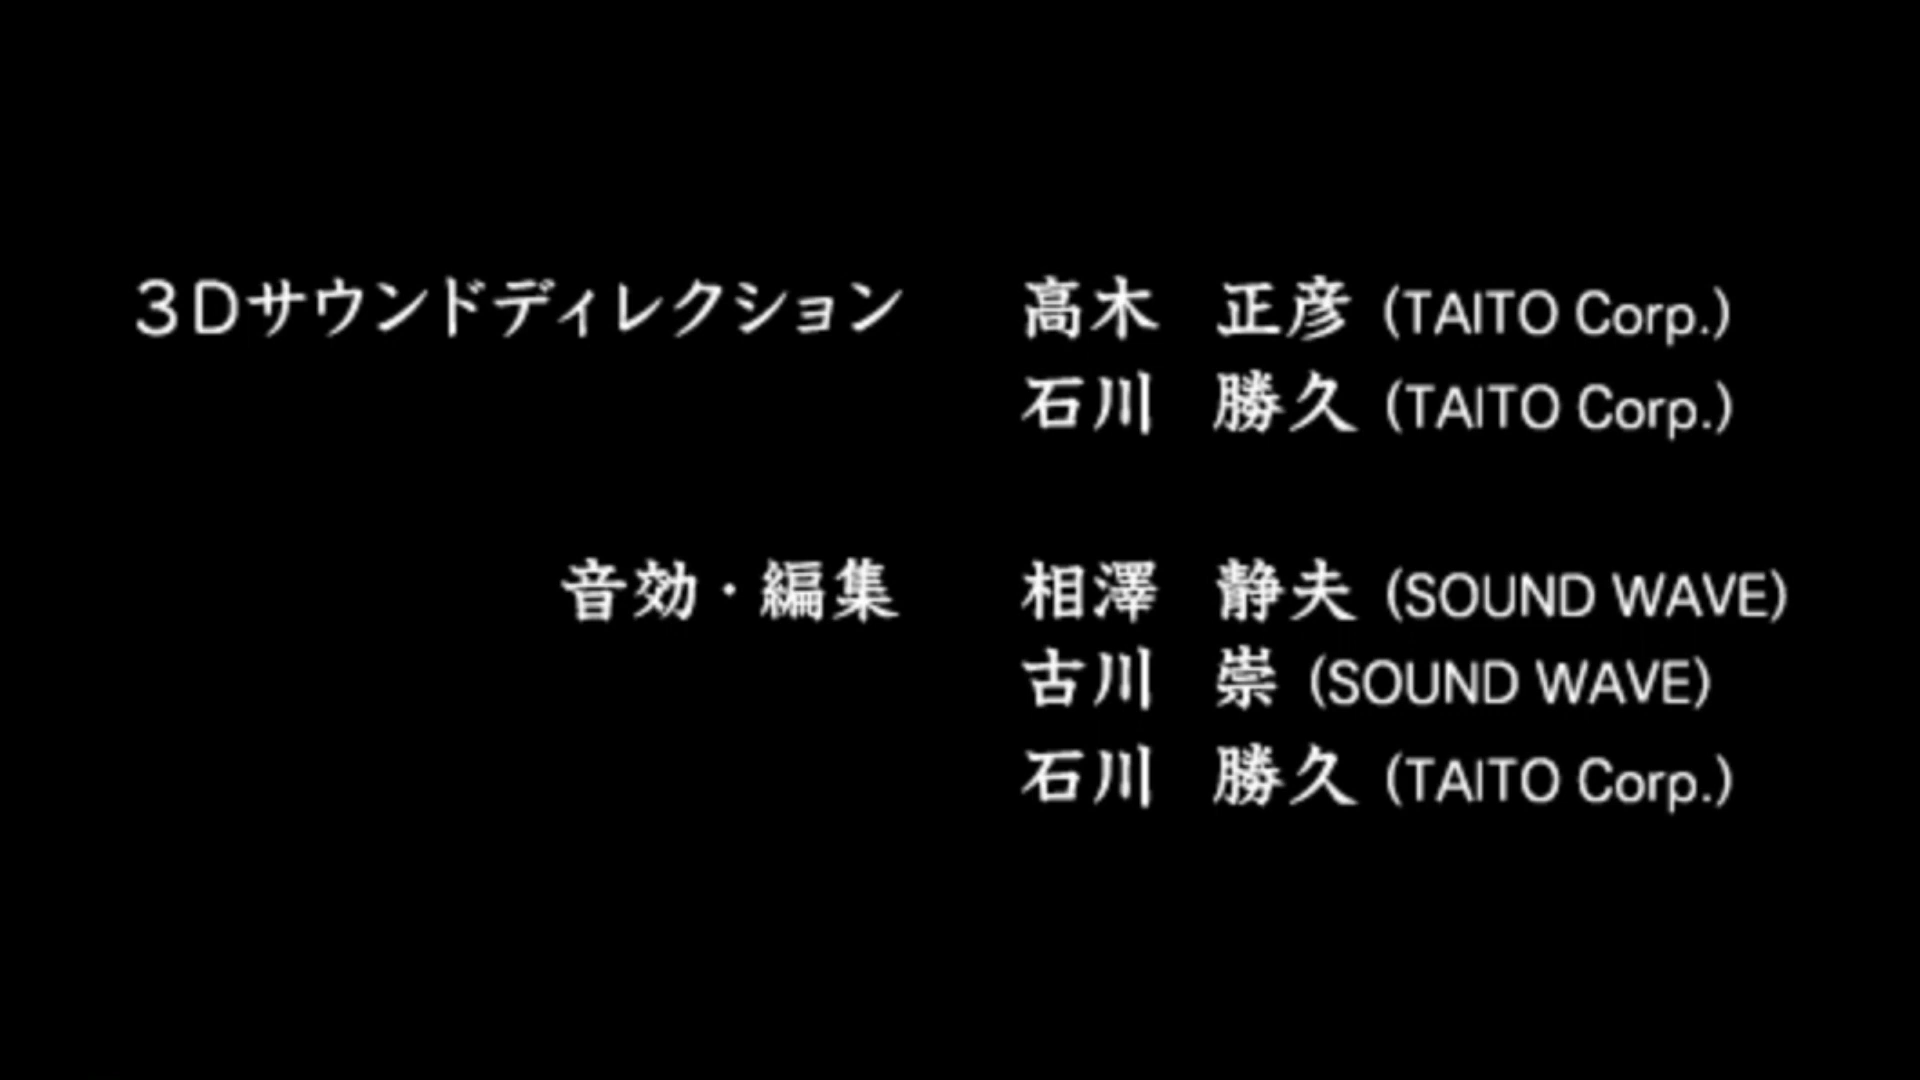 ３Dサウンドディレクション　高木　正彦 (TAITO Corp.)
石川　勝久 (TAITO Corp.)
音効・編集　相澤　静夫 (SOUND WAVE)
古川　崇 (SOUND WAVE)
石川　勝久 (TAITO Corp.)